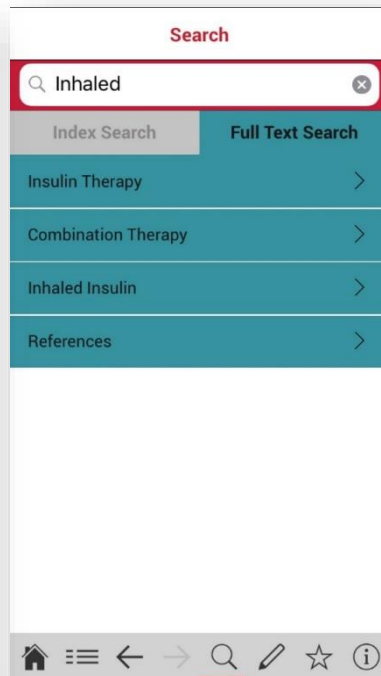 Search
Inhaled
Index Search
Full Text Search
Insulin Therapy
Combination Therapy
Inhaled Insulin
References